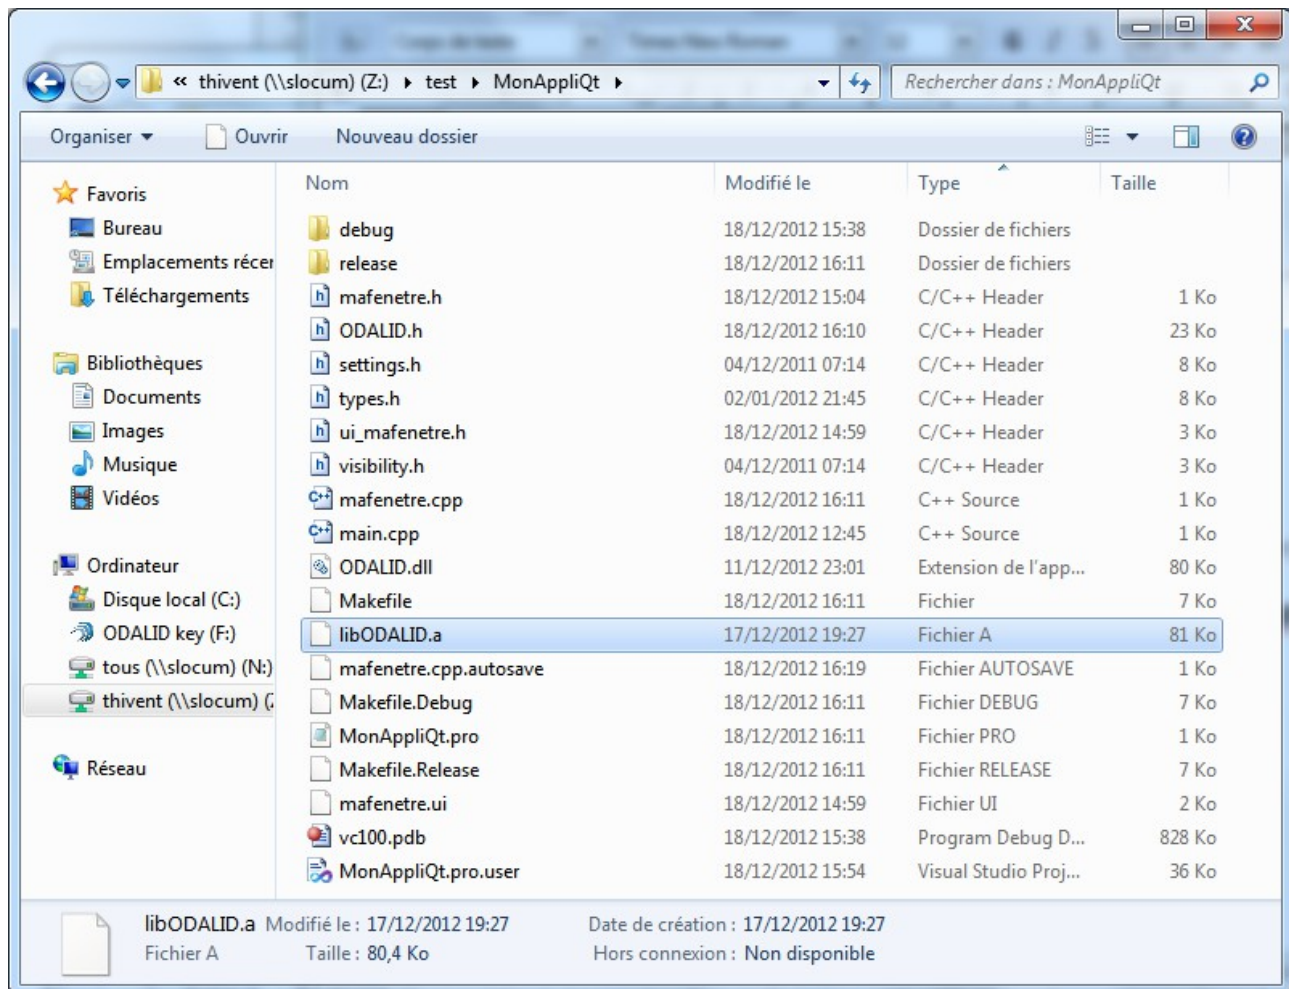 « thivent (\\slocum) (Z:) ▸ test ▸ MonAppliQt ▸ Rechercher dans : MonAppliQt
Organiser Ouvrir Nouveau dossier
Nom Modifié le Type Taille
Favoris
Bureau
Emplacements récer
Téléchargements
Bibliothèques
Documents
Images
Musique
Vidéos
Ordinateur
Disque local (C:)
ODALID key (F:)
tous (\\slocum) (N:)
thivent (\\slocum) (
Réseau
debug 18/12/2012 15:38 Dossier de fichiers
release 18/12/2012 16:11 Dossier de fichiers
mafenetre.h 18/12/2012 15:04 C/C++ Header 1 Ko
ODALID.h 18/12/2012 16:10 C/C++ Header 23 Ko
settings.h 04/12/2011 07:14 C/C++ Header 8 Ko
types.h 02/01/2012 21:45 C/C++ Header 8 Ko
ui_mafenetre.h 18/12/2012 14:59 C/C++ Header 3 Ko
visibility.h 04/12/2011 07:14 C/C++ Header 3 Ko
mafenetre.cpp 18/12/2012 16:11 C++ Source 1 Ko
main.cpp 18/12/2012 12:45 C++ Source 1 Ko
ODALID.dll 11/12/2012 23:01 Extension de l'app... 80 Ko
Makefile 18/12/2012 16:11 Fichier 7 Ko
libODALID.a 17/12/2012 19:27 Fichier A 81 Ko
mafenetre.cpp.autosave 18/12/2012 16:19 Fichier AUTOSAVE 1 Ko
Makefile.Debug 18/12/2012 16:11 Fichier DEBUG 7 Ko
MonAppliQt.pro 18/12/2012 16:11 Fichier PRO 1 Ko
Makefile.Release 18/12/2012 16:11 Fichier RELEASE 7 Ko
mafenetre.ui 18/12/2012 14:59 Fichier UI 2 Ko
vc100.pdb 18/12/2012 15:38 Program Debug D... 828 Ko
MonAppliQt.pro.user 18/12/2012 15:54 Visual Studio Proj... 36 Ko
libODALID.a Modifié le : 17/12/2012 19:27 Date de création : 17/12/2012 19:27
Fichier A Taille : 80,4 Ko Hors connexion : Non disponible